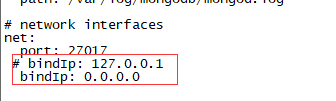 path: /var/log/mongodb/mongod.log
# network interfaces
net:
port: 27017
# bindIp: 127.0.0.1
bindIp: 0.0.0.0